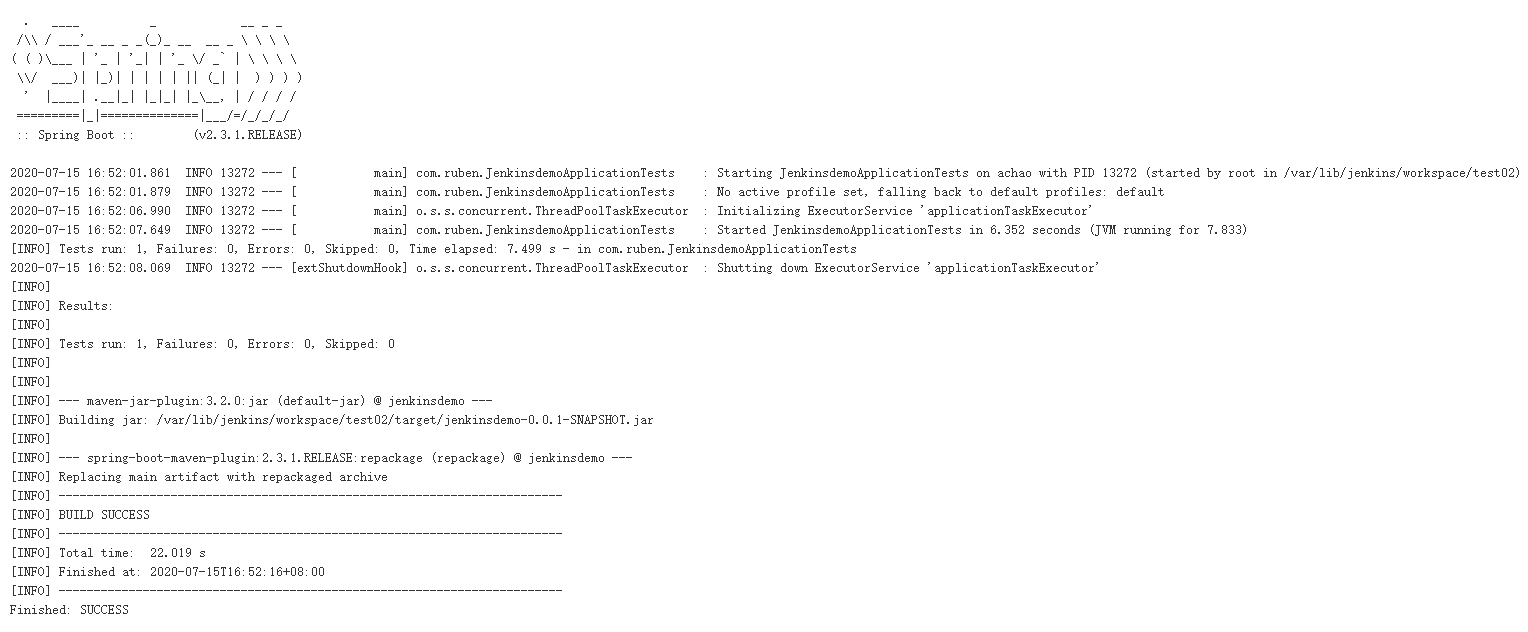 .   ____          _            __ _ _
 /\\ / ___'_ __ _ _(_)_ __  __ _ \ \ \ \
( ( )\___ | '_ | '_| | '_ \/ _` | \ \ \ \
 \\/  ___)| |_)| | | | | || (_| |  ) ) ) )
  '  |____| .__|_| |_|_| |_\__, | / / / /
 =========|_|==============|___/=/_/_/_/
 :: Spring Boot ::        (v2.3.1.RELEASE)
2020-07-15 16:52:01.861  INFO 13272 --- [           main] com.ruben.JenkinsdemoApplicationTests    : Starting JenkinsdemoApplicationTests on achao with PID 13272 (started by root in /var/lib/jenkins/workspace/test02)
2020-07-15 16:52:01.879  INFO 13272 --- [           main] com.ruben.JenkinsdemoApplicationTests    : No active profile set, falling back to default profiles: default
2020-07-15 16:52:06.990  INFO 13272 --- [           main] o.s.s.concurrent.ThreadPoolTaskExecutor  : Initializing ExecutorService 'applicationTaskExecutor'
2020-07-15 16:52:07.649  INFO 13272 --- [           main] com.ruben.JenkinsdemoApplicationTests    : Started JenkinsdemoApplicationTests in 6.352 seconds (JVM running for 7.833)
[INFO] Tests run: 1, Failures: 0, Errors: 0, Skipped: 0, Time elapsed: 7.499 s - in com.ruben.JenkinsdemoApplicationTests
2020-07-15 16:52:08.069  INFO 13272 --- [extShutdownHook] o.s.s.concurrent.ThreadPoolTaskExecutor  : Shutting down ExecutorService 'applicationTaskExecutor'
[INFO]
[INFO] Results:
[INFO]
[INFO] Tests run: 1, Failures: 0, Errors: 0, Skipped: 0
[INFO]
[INFO]
[INFO] --- maven-jar-plugin:3.2.0:jar (default-jar) @ jenkinsdemo ---
[INFO] Building jar: /var/lib/jenkins/workspace/test02/target/jenkinsdemo-0.0.1-SNAPSHOT.jar
[INFO]
[INFO] --- spring-boot-maven-plugin:2.3.1.RELEASE:repackage (repackage) @ jenkinsdemo ---
[INFO] Replacing main artifact with repackaged archive
[INFO] ------------------------------------------------------------------------
[INFO] BUILD SUCCESS
[INFO] ------------------------------------------------------------------------
[INFO] Total time:  22.019 s
[INFO] Finished at: 2020-07-15T16:52:16+08:00
[INFO] ------------------------------------------------------------------------
Finished: SUCCESS